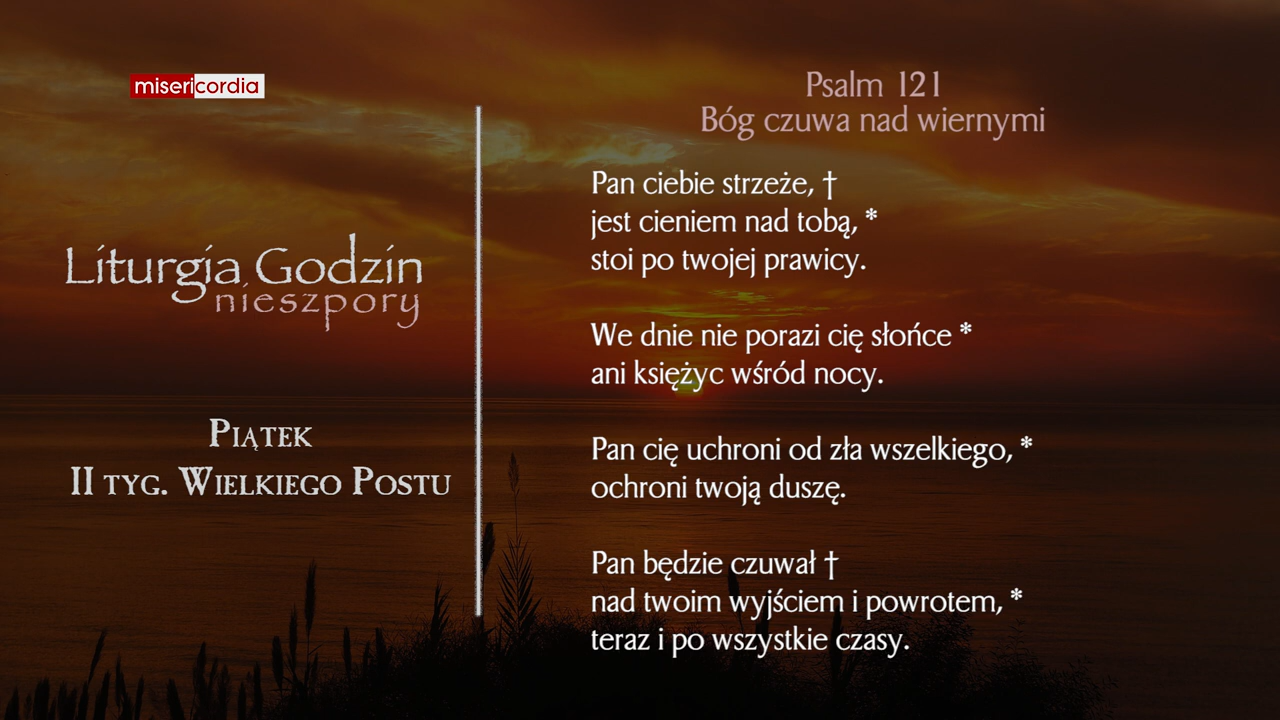 misericordia
Liturgia Godzin
nieszpory
Piątek
II tyg. Wielkiego Postu
Psalm 121
Bóg czuwa nad wiernymi
Pan ciebie strzeże, †
jest cieniem nad tobą, *
stoi po twojej prawicy.
We dnie nie porazi cię słońce *
ani księżyc wśród nocy.
Pan cię uchroni od zła wszelkiego, *
ochroni twoją duszę.
Pan będzie czuwał †
nad twoim wyjściem i powrotem, *
teraz i po wszystkie czasy.